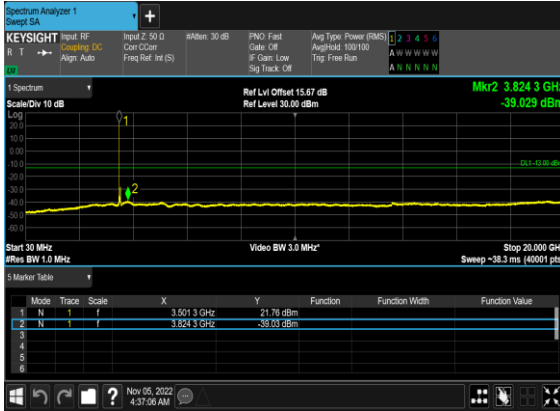 Spectrum Analyzer 1
Swept SA
+
KEYSIGHT Input: RF Input Z: 50 Ω #Atten: 30 dB PNO: Fast Avg Type: Power (RMS) 1 2 3 4 5 6
R T Coupling: DC Corr CCorr Gate: Off Avg|Hold: 100/100 A W W W W W
Align: Auto Freq Ref: Int (S) IF Gain: Low Trig: Free Run
Sig Track: Off A N N N N N
1 Spectrum Ref Lvl Offset 15.67 dB Mkr2 3.824 3 GHz
Scale/Div 10 dB Ref Level 30.00 dBm -39.029 dBm
Log
20.0
10.0
0.00
-10.0
DL1 -13.00 dBm
-20.0
-30.0
-40.0
-50.0
-60.0
1
2
Start 30 MHz Video BW 3.0 MHz* Stop 20.000 GHz
#Res BW 1.0 MHz Sweep ~38.3 ms (40001 pts)
5 Marker Table
Mode Trace Scale X Y Function Function Width Function Value
1 N 1 f 3.501 3 GHz 21.76 dBm
2 N 1 f 3.824 3 GHz -39.03 dBm
3
4
5
6
? Nov 05, 2022
4:37:06 AM